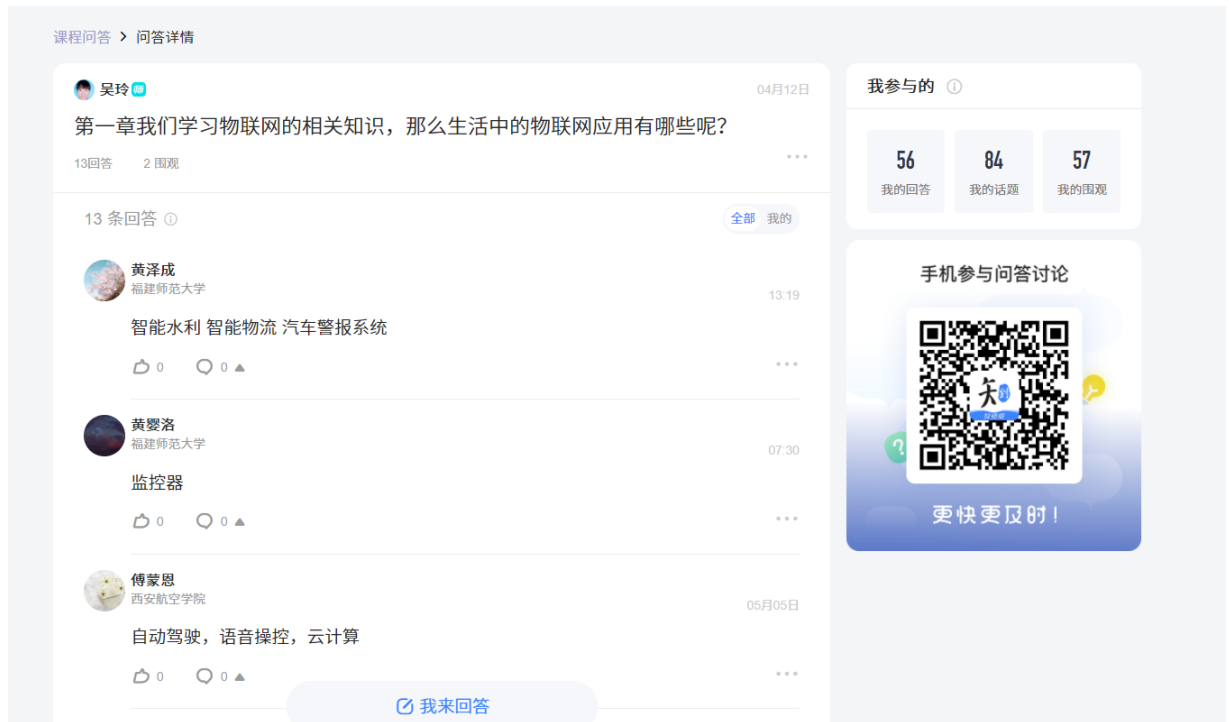 课程问答 > 问答详情
吴玲 师
04月12日
第一章我们学习物联网的相关知识，那么生活中的物联网应用有哪些呢？
13回答 2 围观
13 条回答
全部 我的
黄泽成
福建师范大学
13:19
智能水利 智能物流 汽车警报系统
0 0
黄婴洛
福建师范大学
07:30
监控器
0 0
傅蒙恩
西安航空学院
05月05日
自动驾驶，语音操控，云计算
0 0
我来回答
我参与的
56 84 57
我的回答 我的话题 我的围观
手机参与问答讨论
知到
更快更及时！